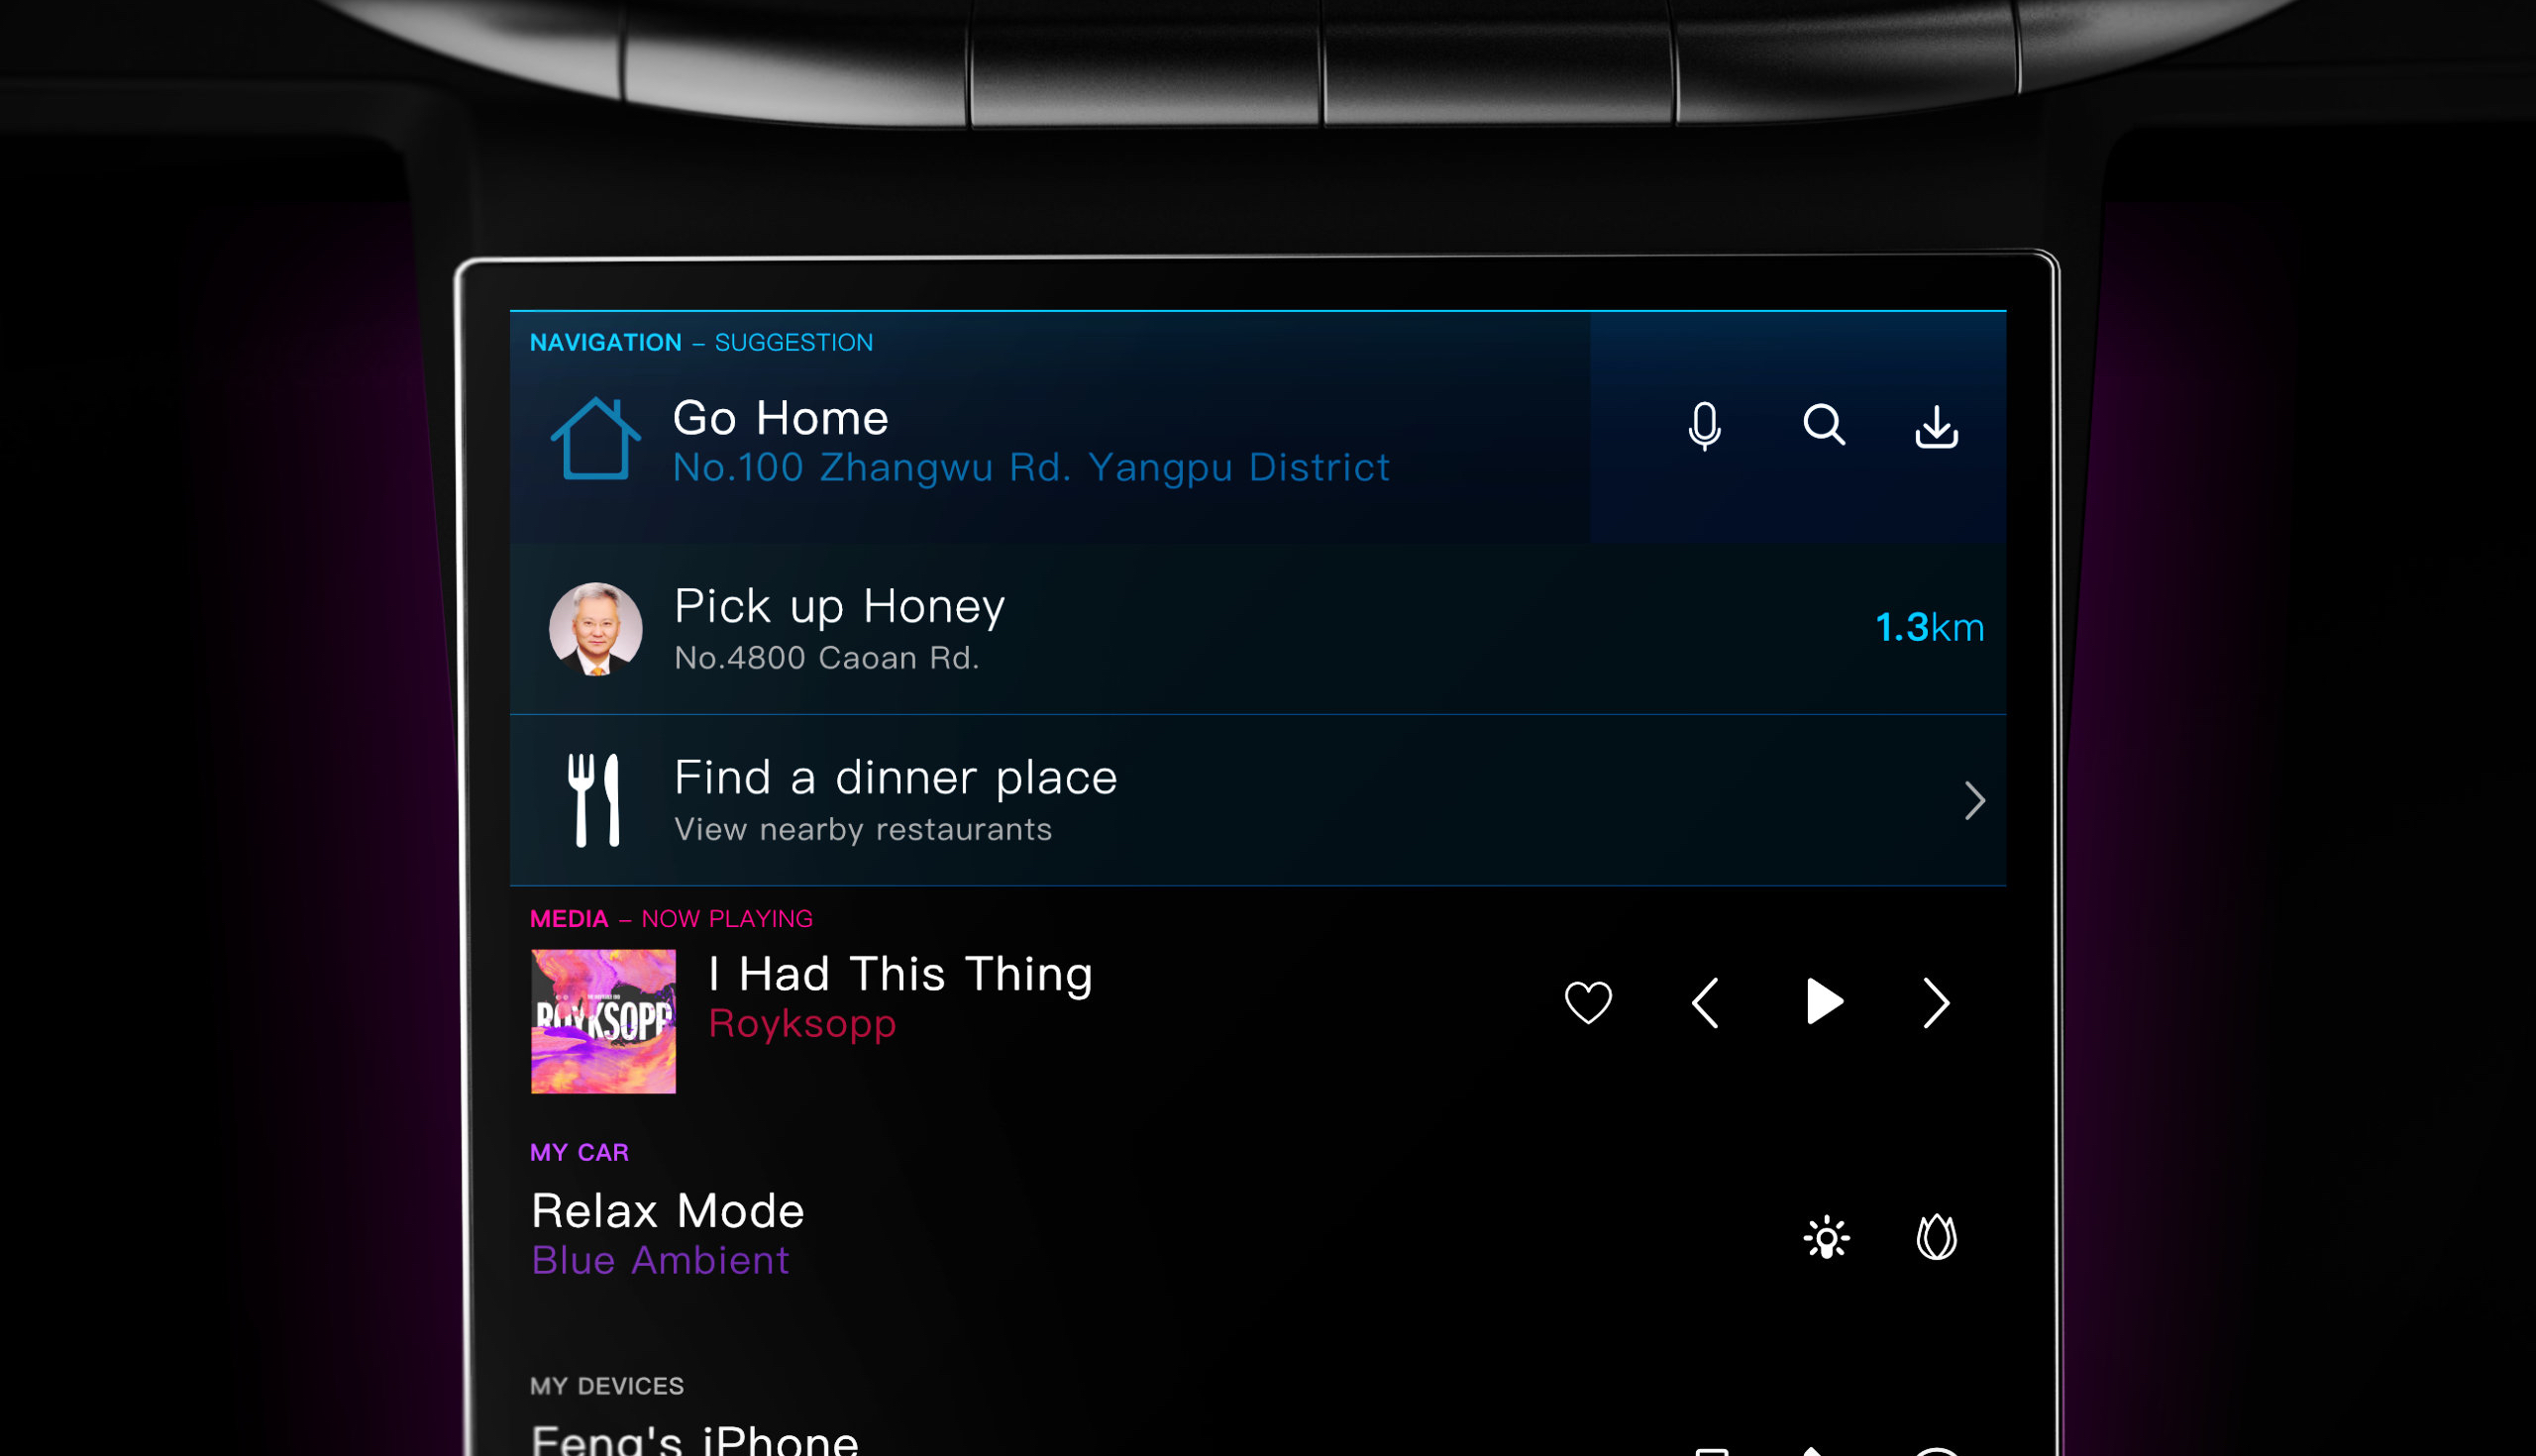 NAVIGATION – SUGGESTION
Go Home
No.100 Zhangwu Rd. Yangpu District
Pick up Honey
No.4800 Caoan Rd.
1.3km
Find a dinner place
View nearby restaurants
MEDIA – NOW PLAYING
I Had This Thing
Royksopp
RÖYKSOPP
MY CAR
Relax Mode
Blue Ambient
MY DEVICES
Feng's iPhone